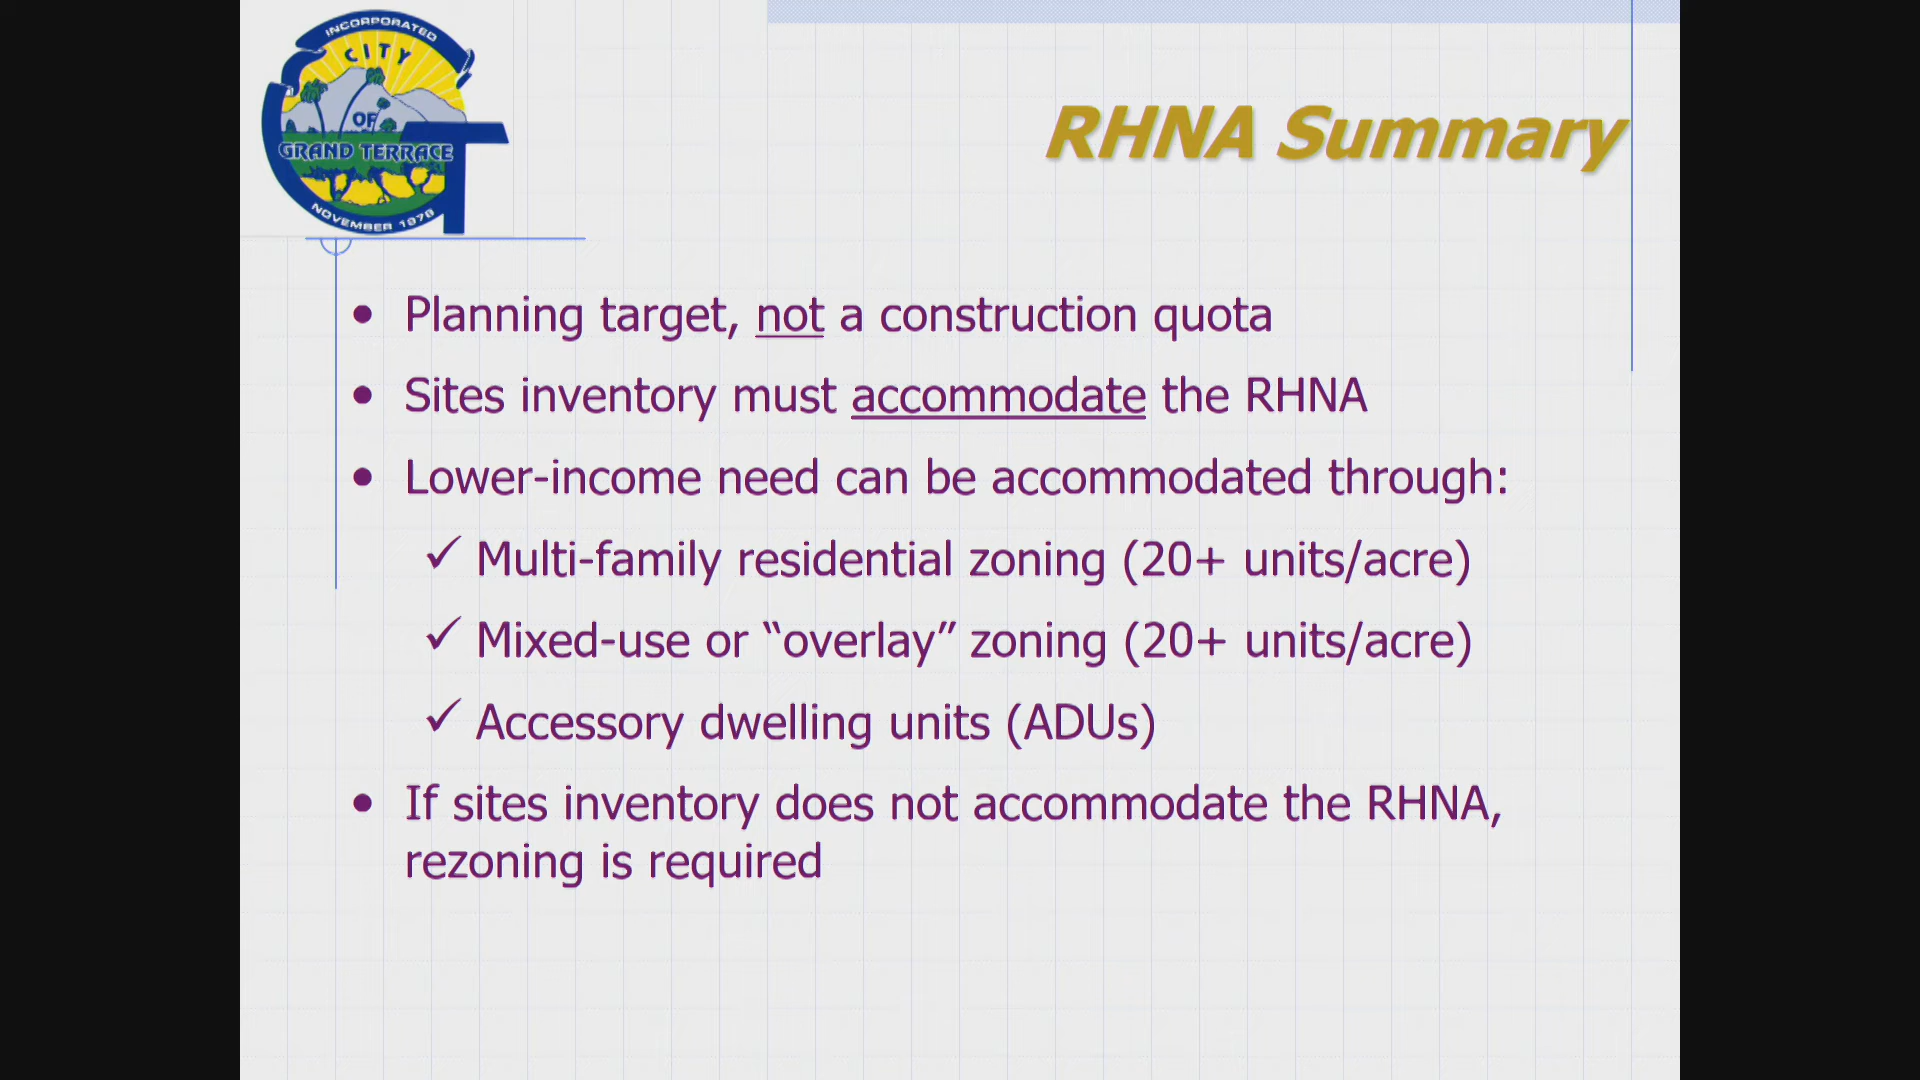 INCORPORATED
CITY
OF
GRAND TERRACE
NOVEMBER 1978
RHNA Summary
• Planning target, not a construction quota
• Sites inventory must accommodate the RHNA
• Lower-income need can be accommodated through:
✓ Multi-family residential zoning (20+ units/acre)
✓ Mixed-use or “overlay” zoning (20+ units/acre)
✓ Accessory dwelling units (ADUs)
• If sites inventory does not accommodate the RHNA,
rezoning is required